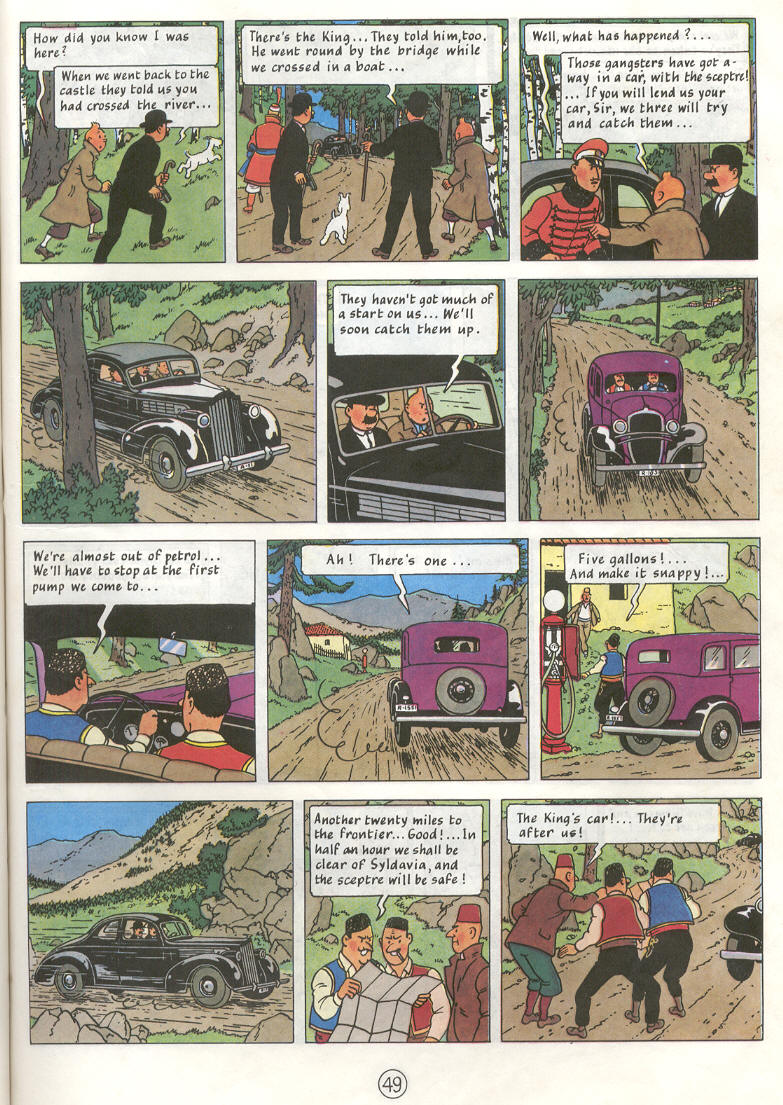 How did you know I was
here?
When we went back to the
castle they told us you
had crossed the river...
There's the King... They told him, too.
He went round by the bridge while
we crossed in a boat...
Well, what has happened?...
Those gangsters have got a-
way in a car, with the sceptre!
... If you will lend us your
car, Sir, we three will try
and catch them...
They haven't got much of
a start on us... We'll
soon catch them up.
We're almost out of petrol...
We'll have to stop at the first
pump we come to...
Ah! There's one...
R-1551
Five gallons!...
And make it snappy!...
Another twenty miles to
the frontier... Good!... In
half an hour we shall be
clear of Syldavia, and
the sceptre will be safe!
The King's car!... They're
after us!
49